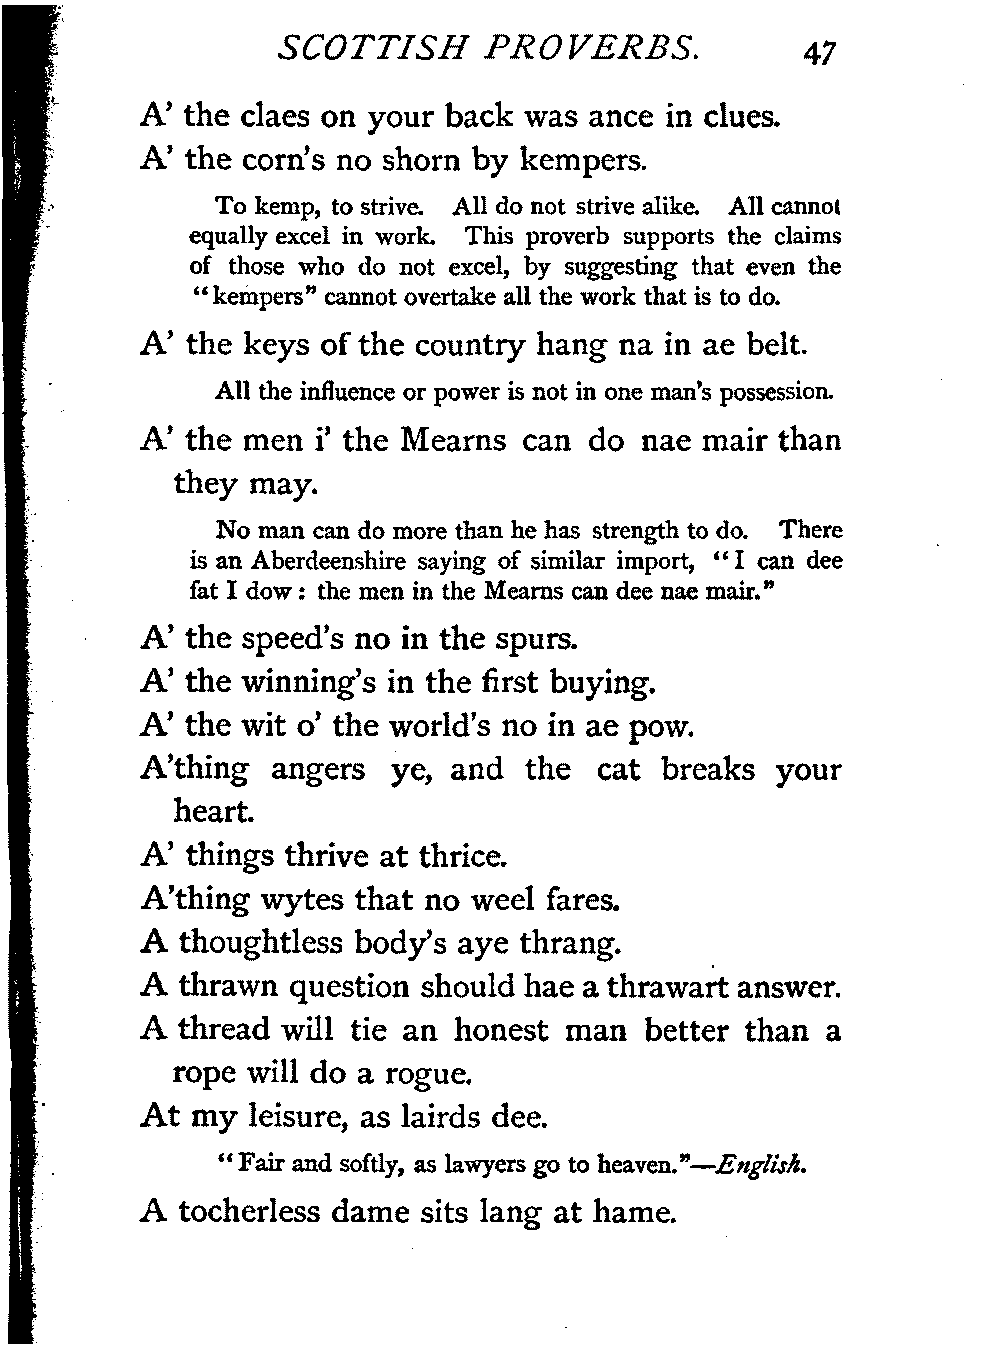 SCOTTISH PROVERBS. 47
A' the claes on your back was ance in clues.
A' the corn's no shorn by kempers.
To kemp, to strive. All do not strive alike. All cannot
equally excel in work. This proverb supports the claims
of those who do not excel, by suggesting that even the
"kempers" cannot overtake all the work that is to do.
A' the keys of the country hang na in ae belt.
All the influence or power is not in one man's possession.
A' the men i' the Mearns can do nae mair than
they may.
No man can do more than he has strength to do. There
is an Aberdeenshire saying of similar import, "I can dee
fat I dow: the men in the Mearns can dee nae mair."
A' the speed's no in the spurs.
A' the winning's in the first buying.
A' the wit o' the world's no in ae pow.
A'thing angers ye, and the cat breaks your
heart.
A' things thrive at thrice.
A'thing wytes that no weel fares.
A thoughtless body's aye thrang.
A thrawn question should hae a thrawart answer.
A thread will tie an honest man better than a
rope will do a rogue.
At my leisure, as lairds dee.
"Fair and softly, as lawyers go to heaven."—English.
A tocherless dame sits lang at hame.